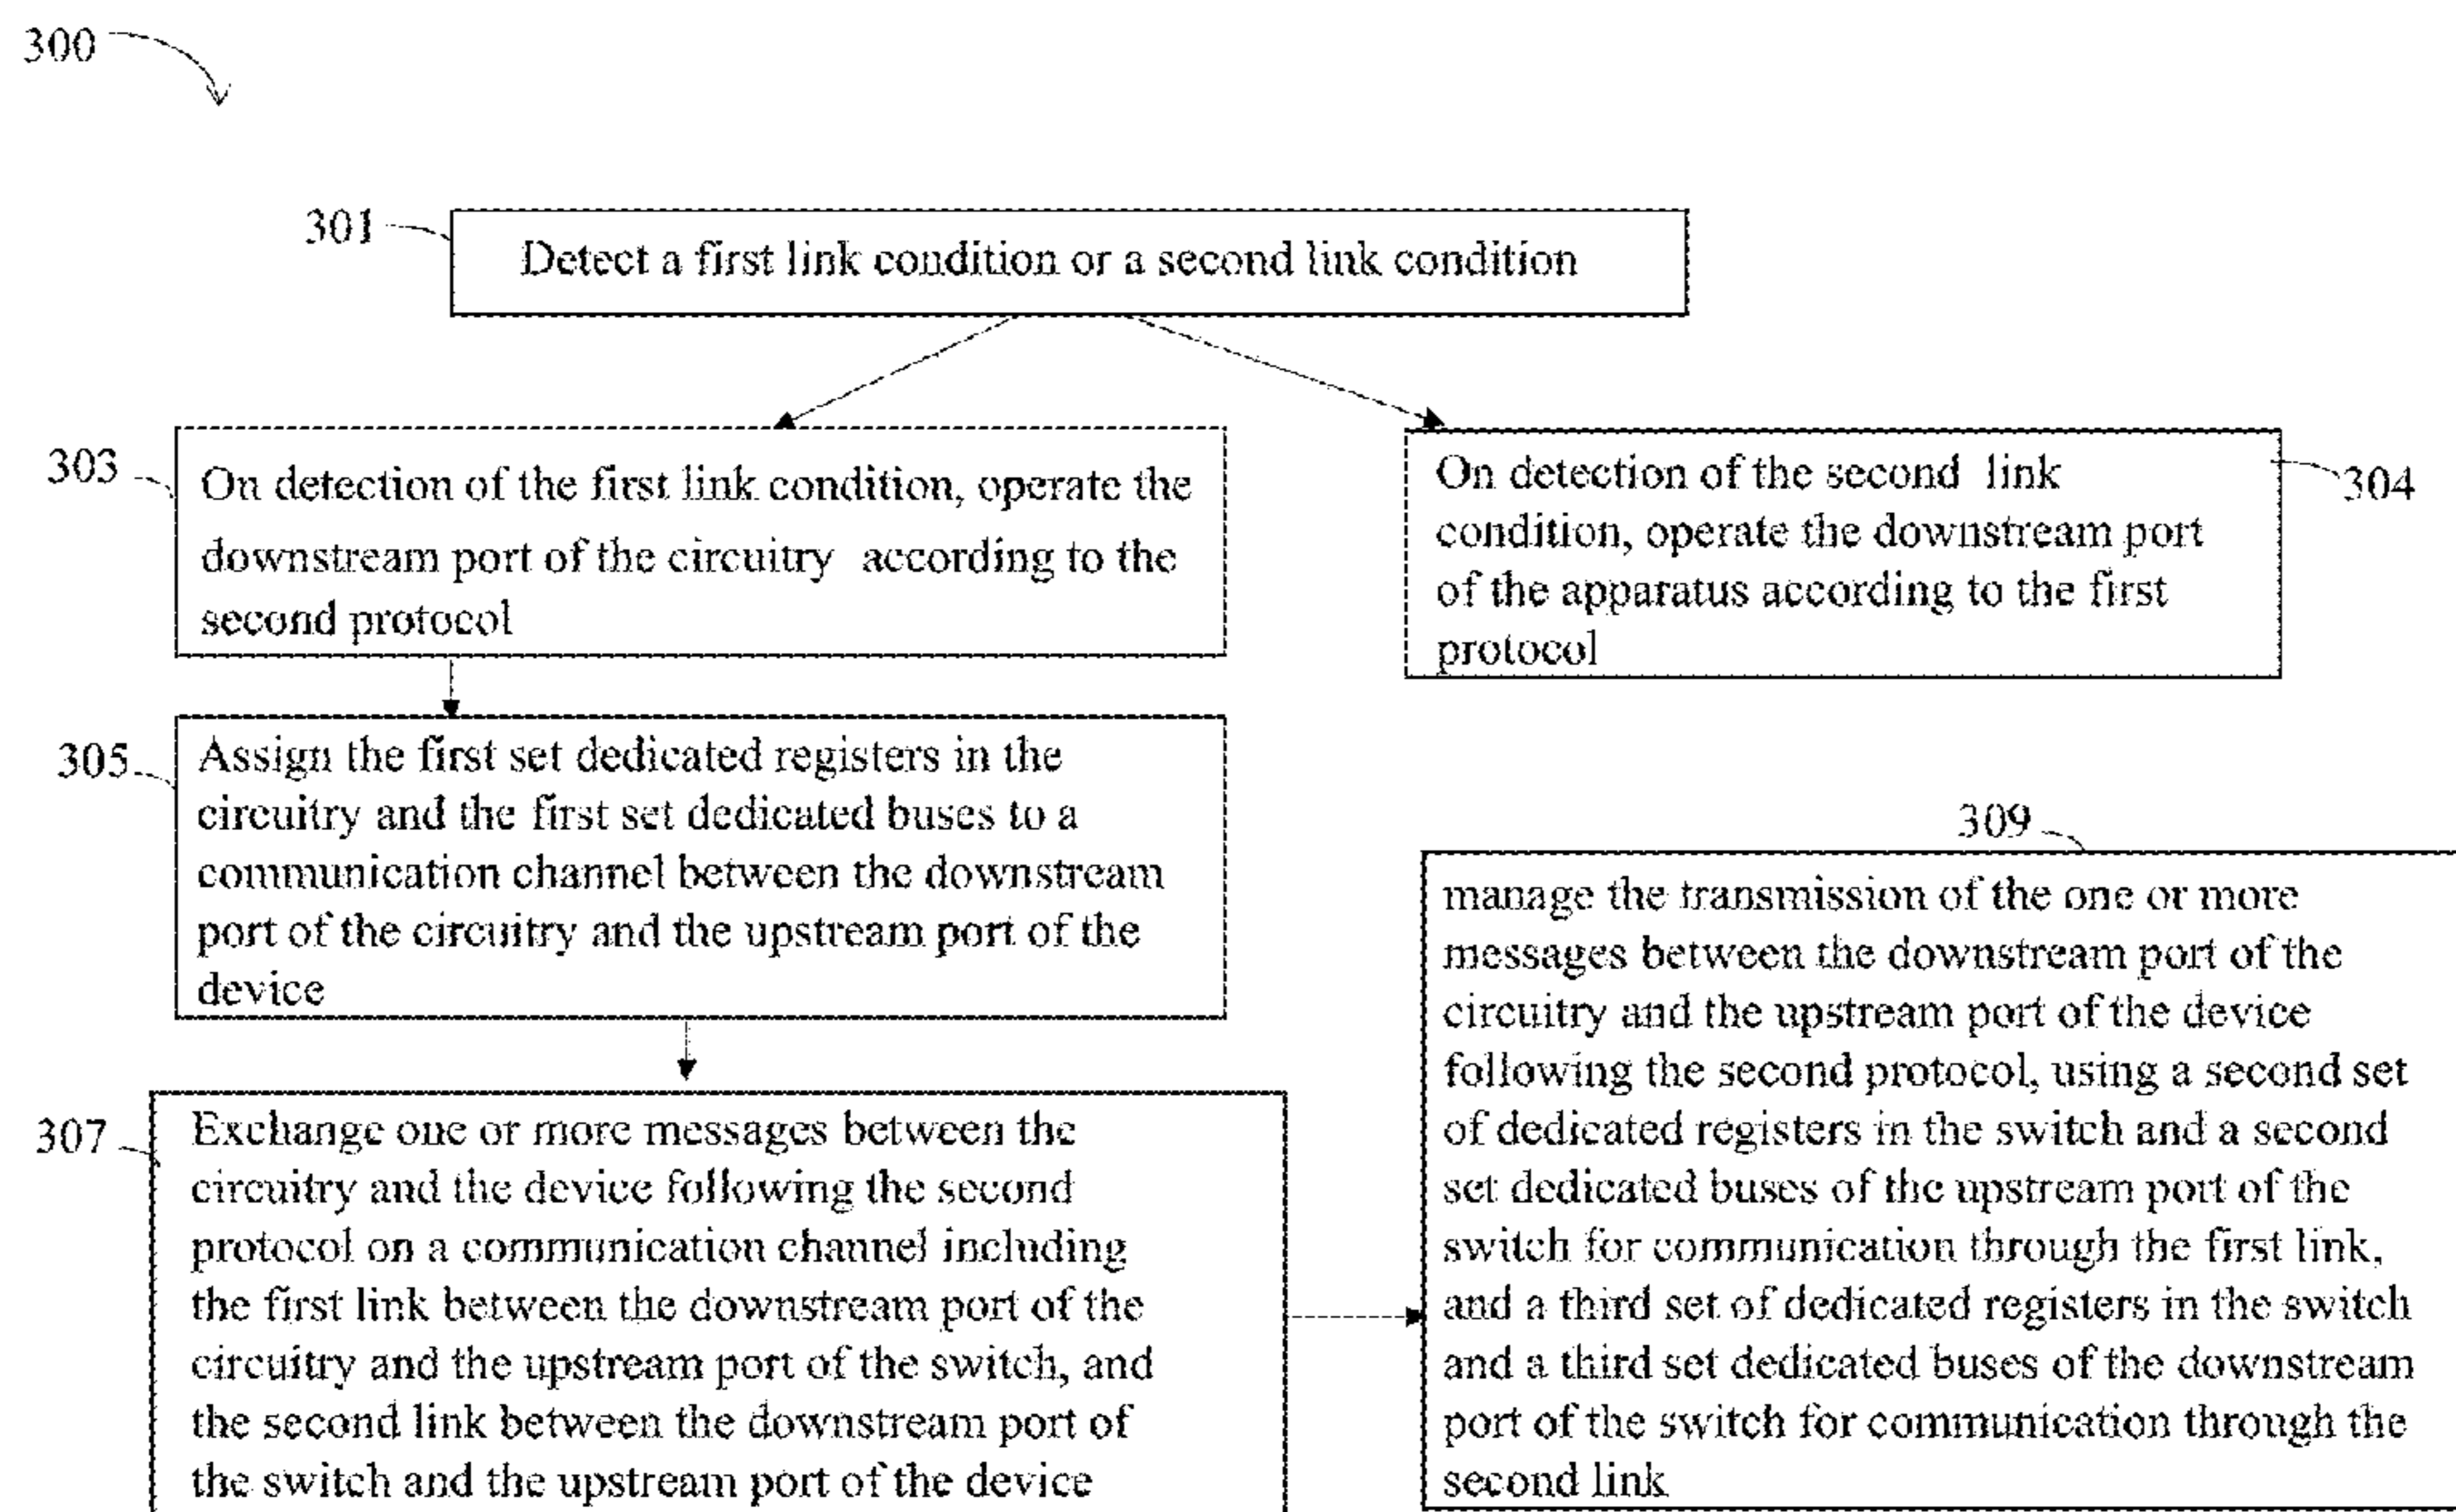 300
301
Detect a first link condition or a second link condition
303
On detection of the first link condition, operate the
downstream port of the circuitry according to the
second protocol
304
On detection of the second link
condition, operate the downstream port
of the apparatus according to the first
protocol
305
Assign the first set dedicated registers in the
circuitry and the first set dedicated buses to a
communication channel between the downstream
port of the circuitry and the upstream port of the
device
307
Exchange one or more messages between the
circuitry and the device following the second
protocol on a communication channel including
the first link between the downstream port of the
circuitry and the upstream port of the switch, and
the second link between the downstream port of
the switch and the upstream port of the device
309
manage the transmission of the one or more
messages between the downstream port of the
circuitry and the upstream port of the device
following the second protocol, using a second set
of dedicated registers in the switch and a second
set dedicated buses of the upstream port of the
switch for communication through the first link,
and a third set of dedicated registers in the switch
and a third set dedicated buses of the downstream
port of the switch for communication through the
second link